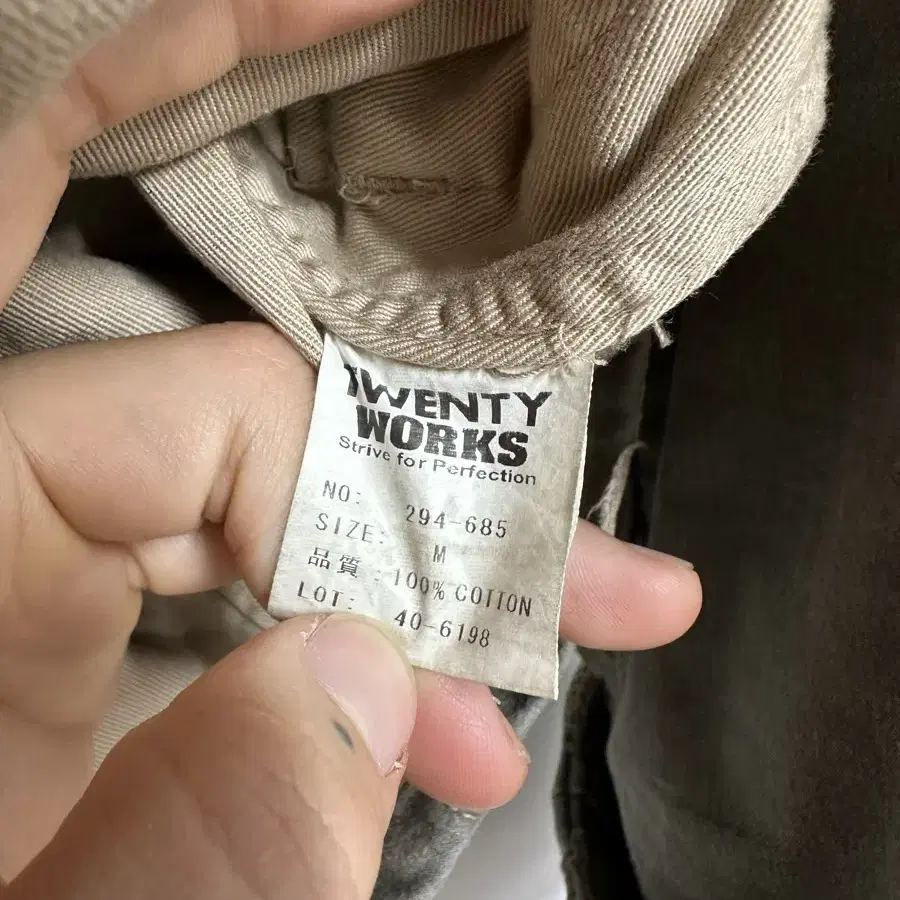 TWENTY
WORKS
Strive for Perfection
NO: 294-685
SIZE: M
品質: 100% COTTON
LOT: 40-6198